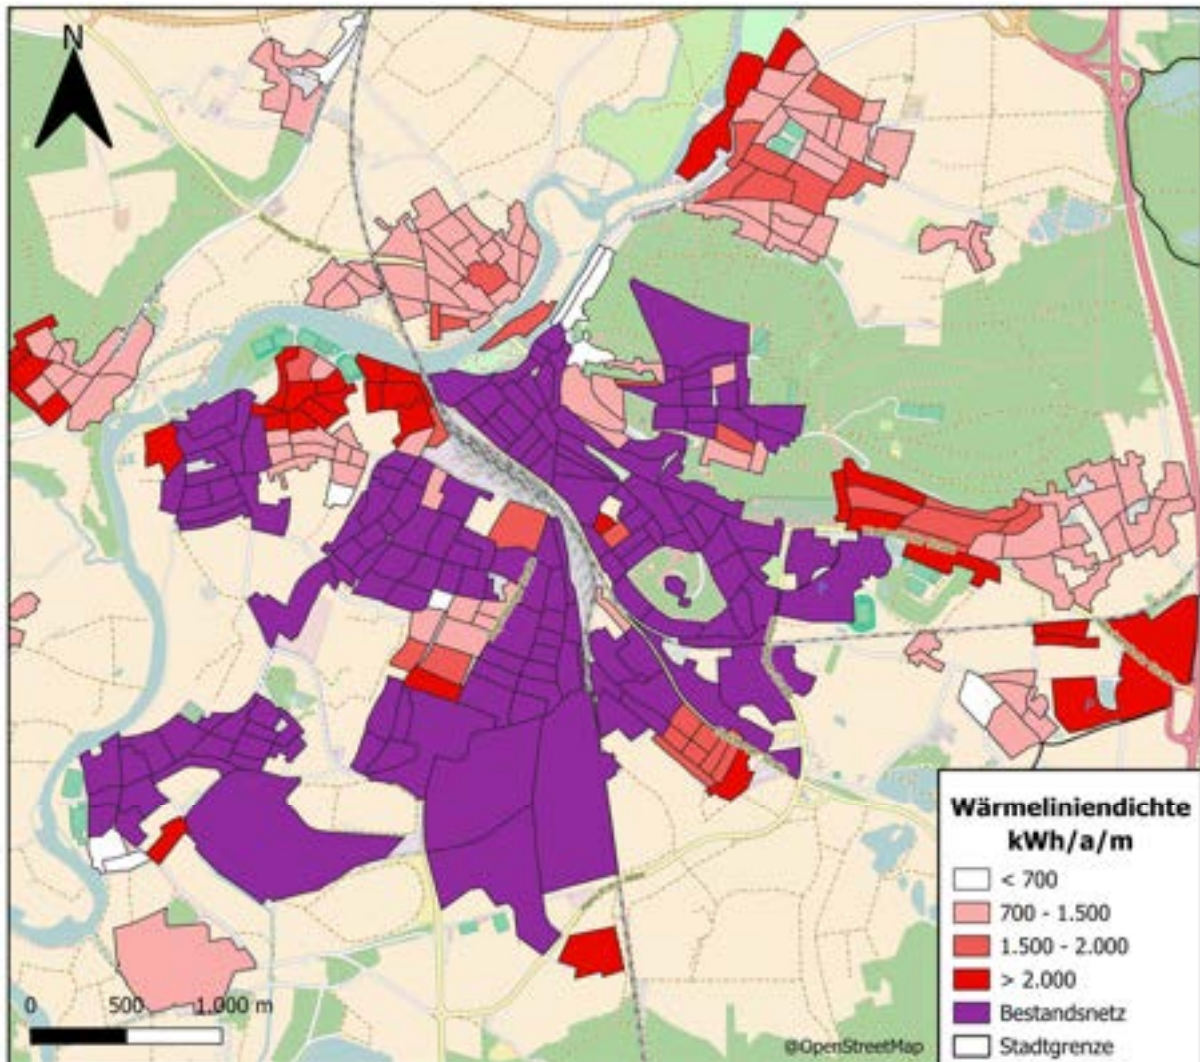 N
Wärmeliniendichte
kWh/a/m
< 700
700 - 1.500
1.500 - 2.000
> 2.000
Bestandsnetz
Stadtgrenze
0 500 1.000 m
@OpenStreetMap